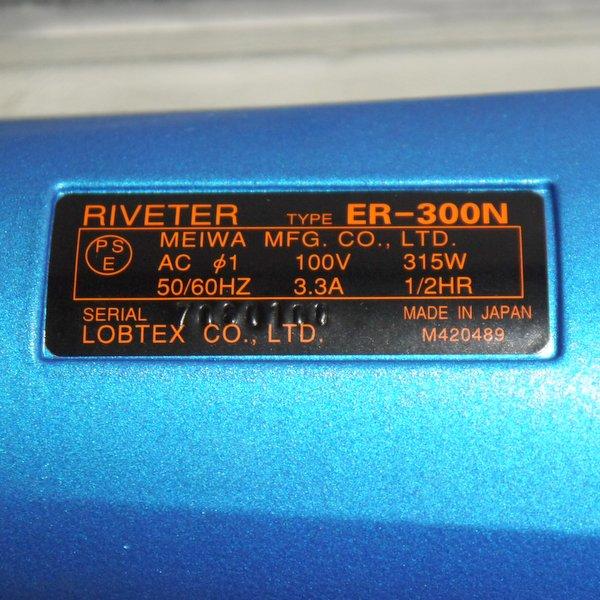 RIVETER TYPE ER-300N
PSE MEIWA MFG. CO., LTD.
AC ϕ1 100V 315W
50/60HZ 3.3A 1/2HR
SERIAL MADE IN JAPAN
LOBTEX CO., LTD. M420489